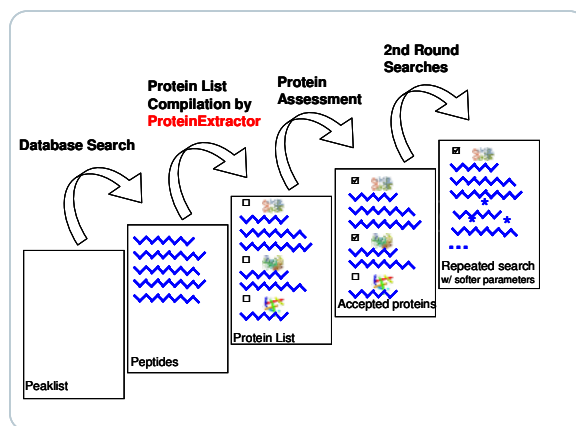 2nd Round
Searches
Protein
Assessment
Protein List
Compilation by
ProteinExtractor
Database Search
Peaklist
Peptides
Protein List
Accepted proteins
Repeated search
w/ softer parameters